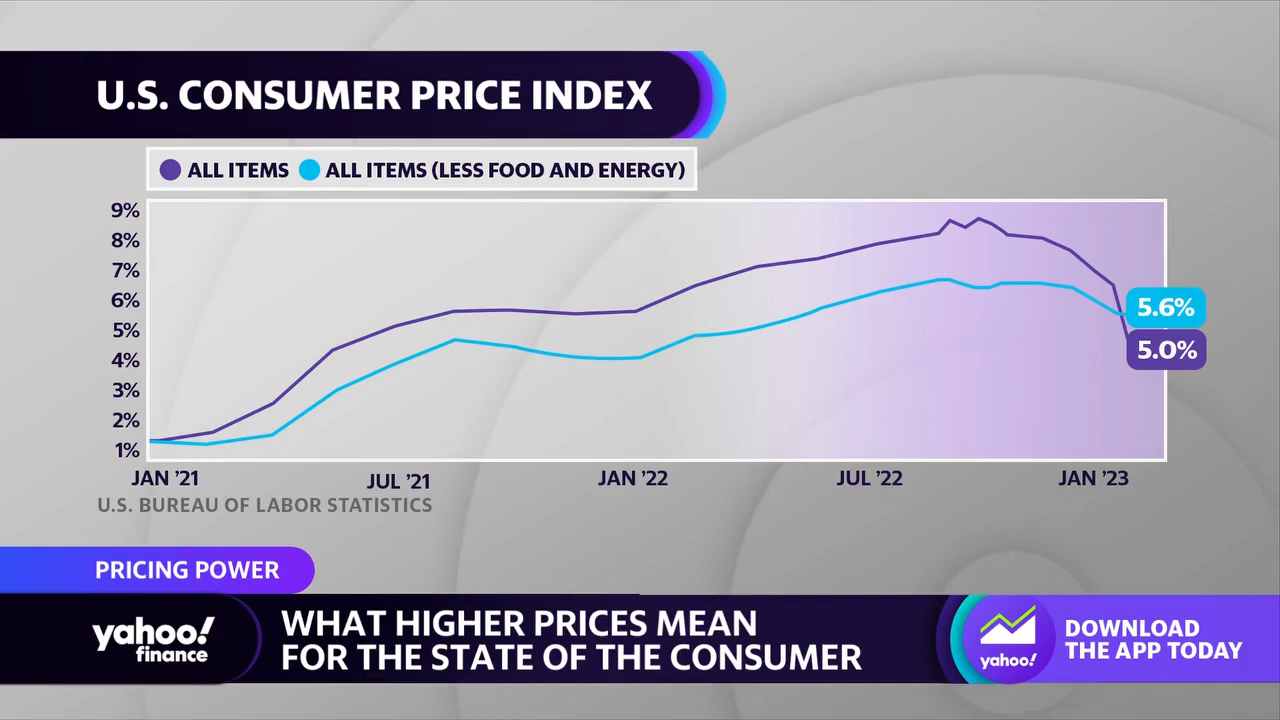 U.S. CONSUMER PRICE INDEX
ALL ITEMS ALL ITEMS (LESS FOOD AND ENERGY)
9%
8%
7%
6%
5%
4%
3%
2%
1%
5.6%
5.0%
JAN '21 JUL '21 JAN '22 JUL '22 JAN '23
U.S. BUREAU OF LABOR STATISTICS
PRICING POWER
yahoo!
finance
WHAT HIGHER PRICES MEAN
FOR THE STATE OF THE CONSUMER
yahoo!
DOWNLOAD
THE APP TODAY